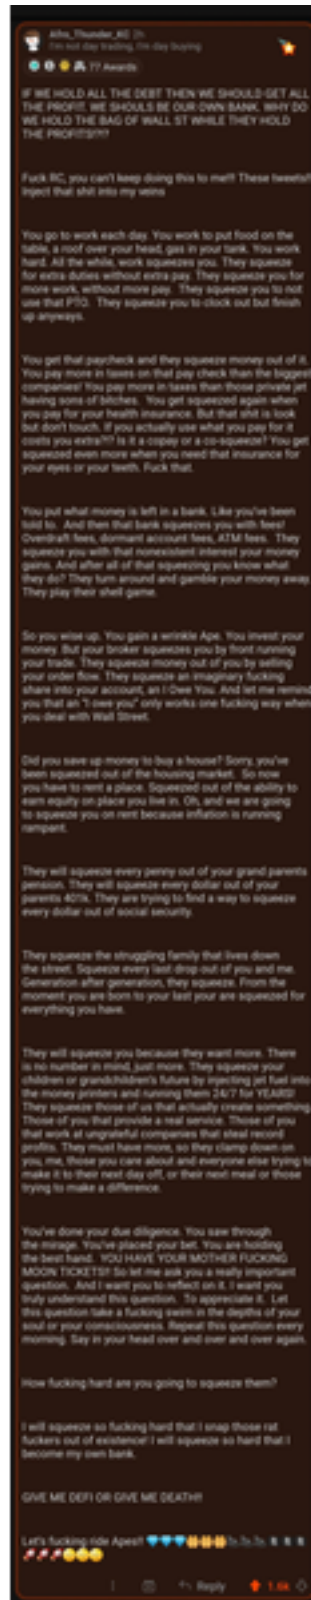 Afro_Thunder_KC 2h
I'm not day trading, I'm day buying
77 Awards
IF WE HOLD ALL THE DEBT THEN WE SHOULD GET ALL
THE PROFIT. WE SHOULS BE OUR OWN BANK. WHY DO
WE HOLD THE BAG OF WALL ST WHILE THEY HOLD
THE PROFITS!?!?
Fuck RC, you can't keep doing this to me!!! These tweets!!
Inject that shit into my veins
You go to work each day. You work to put food on the
table, a roof over your head, gas in your tank. You work
hard. All the while, work squeezes you. They squeeze
for extra duties without extra pay. They squeeze you for
more work, without more pay. They squeeze you to not
use that PTO. They squeeze you to clock out but finish
up anyways.
You get that paycheck and they squeeze money out of it.
You pay more in taxes on that pay check than the biggest
companies! You pay more in taxes than those private jet
having sons of bitches. You get squeezed again when
you pay for your health insurance. But that shit is look
but don't touch. If you actually use what you pay for it
costs you extra?!? Is it a copay or a co-squeeze? You get
squeezed even more when you need that insurance for
your eyes or your teeth. Fuck that.
You put what money is left in a bank. Like you've been
told to. And then that bank squeezes you with fees!
Overdraft fees, dormant account fees, ATM fees. They
squeeze you with that nonexistent interest your money
gains. And after all of that squeezing you know what
they do? They turn around and gamble your money away.
They play their shell game.
So you wise up. You gain a wrinkle Ape. You invest your
money. But your broker squeezes you by front running
your trade. They squeeze money out of you by selling
your order flow. They squeeze an imaginary fucking
share into your account, an I Owe You. And let me remind
you that an "I owe you" only works one fucking way when
you deal with Wall Street.
Did you save up money to buy a house? Sorry, you've
been squeezed out of the housing market. So now
you have to rent a place. Squeezed out of the ability to
earn equity on place you live in. Oh, and we are going
to squeeze you on rent because inflation is running
rampant.
They will squeeze every penny out of your grand parents
pension. They will squeeze every dollar out of your
parents 401k. They are trying to find a way to squeeze
every dollar out of social security.
They squeeze the struggling family that lives down
the street. Squeeze every last drop out of you and me.
Generation after generation, they squeeze. From the
moment you are born to your last your are squeezed for
everything you have.
They will squeeze you because they want more. There
is no number in mind, just more. They squeeze your
children or grandchildren's future by injecting jet fuel into
the money printers and running them 24/7 for YEARS!
They squeeze those of us that actually create something.
Those of you that provide a real service. Those of you
that work at ungrateful companies that steal record
profits. They must have more, so they clamp down on
you, me, those you care about and everyone else trying to
make it to their next day off, or their next meal or those
trying to make a difference.
You've done your due diligence. You saw through
the mirage. You've placed your bet. You are holding
the best hand. YOU HAVE YOUR MOTHER FUCKING
MOON TICKETS!! So let me ask you a really important
question. And I want you to reflect on it. I want you
truly understand this question. To appreciate it. Let
this question take a fucking swim in the depths of your
soul or your consciousness. Repeat this question every
morning. Say in your head over and over and over again.
How fucking hard are you going to squeeze them?
I will squeeze so fucking hard that I snap those rat
fuckers out of existence! I will squeeze so hard that I
become my own bank.
GIVE ME DEFI OR GIVE ME DEATH!!
Let's fucking ride Apes!!
Reply 1.6k